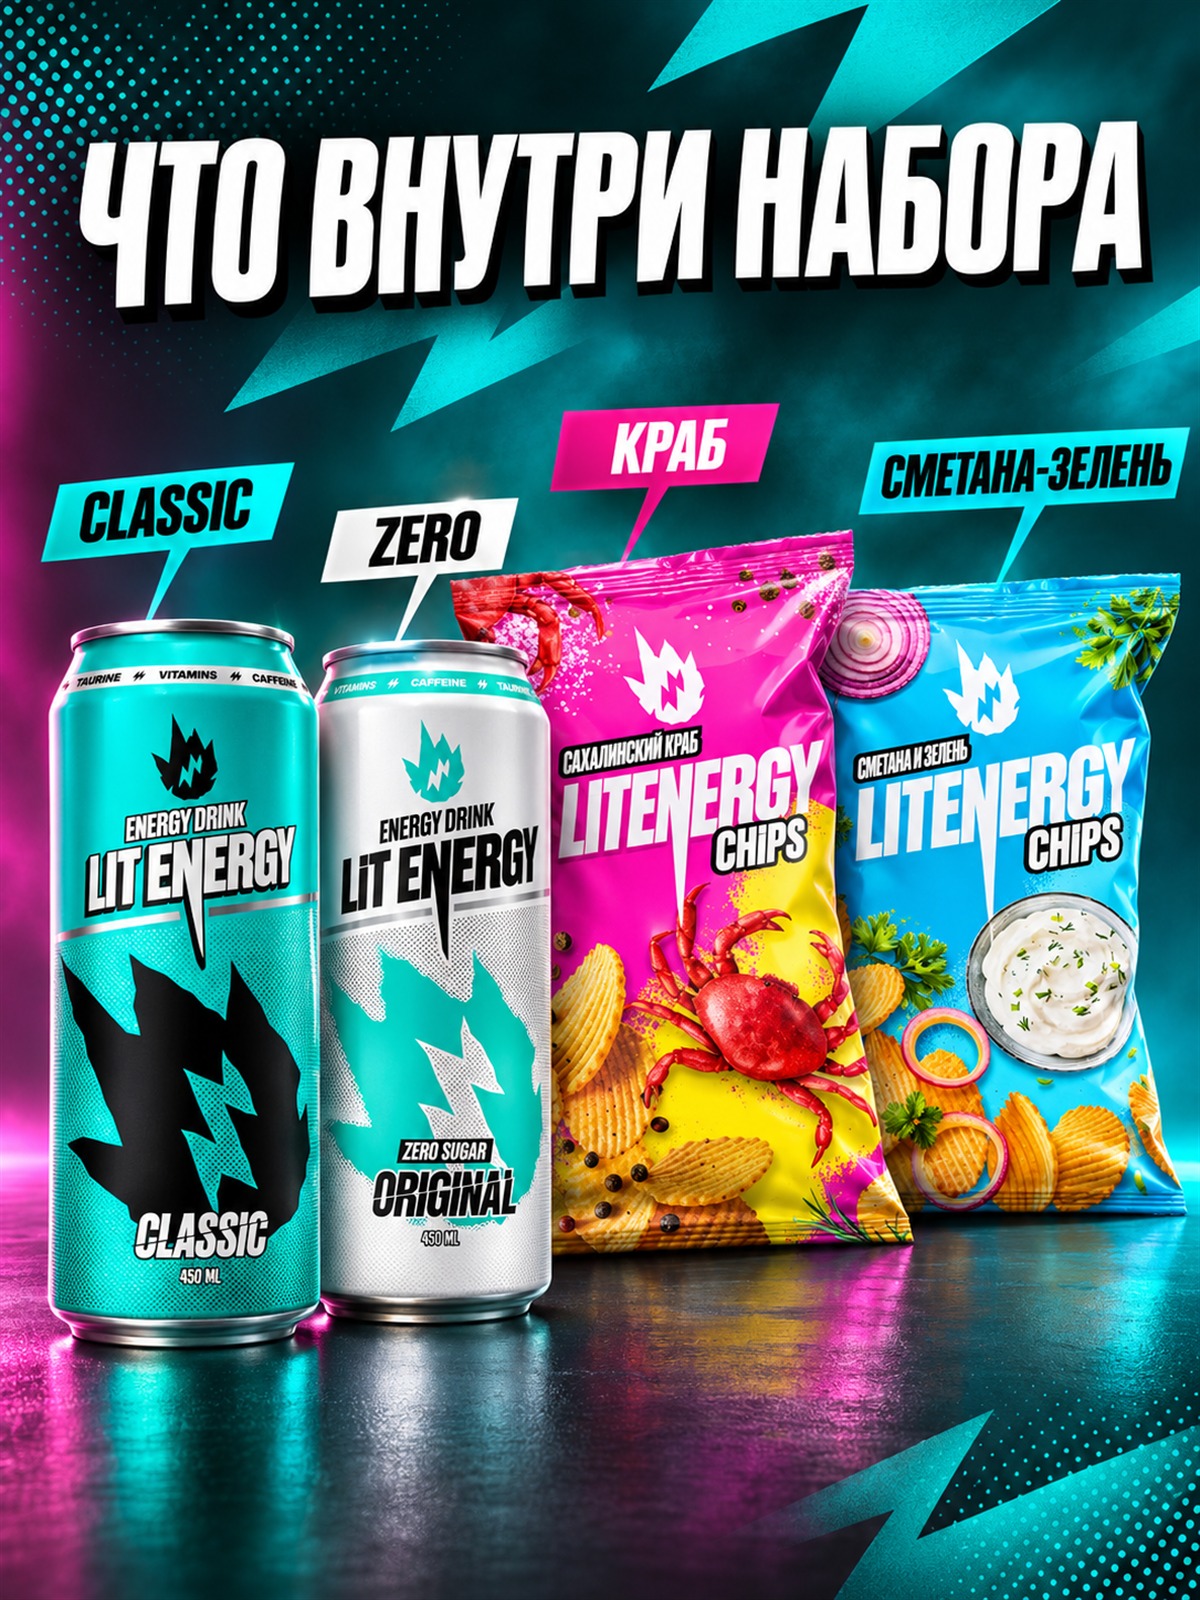 ЧТО ВНУТРИ НАБОРА
CLASSIC
ZERO
КРАБ
СМЕТАНА-ЗЕЛЕНЬ
TAURINE VITAMINS CAFFEINE
ENERGY DRINK
LIT ENERGY
CLASSIC
450 ML
VITAMINS CAFFEINE
ENERGY DRINK
LIT ENERGY
ZERO SUGAR
ORIGINAL
450 ML
САХАЛИНСКИЙ КРАБ
LITENERGY
CHIPS
СМЕТАНА И ЗЕЛЕНЬ
LITENERGY
CHIPS